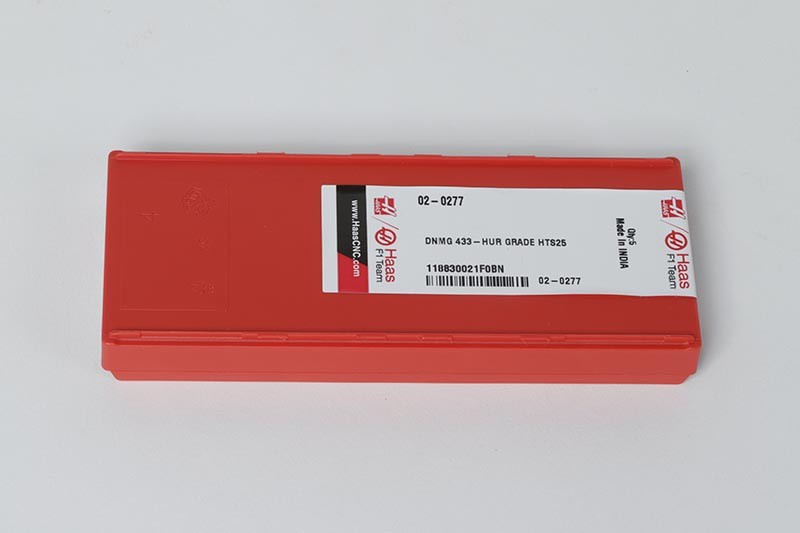 www.HaasCNC.com
Haas
F1 Team
02-0277
DNMG 433-HUR GRADE HTS25
118830021F0BN
02-0277
Qty:5
Made In INDIA
Haas
F1 Team